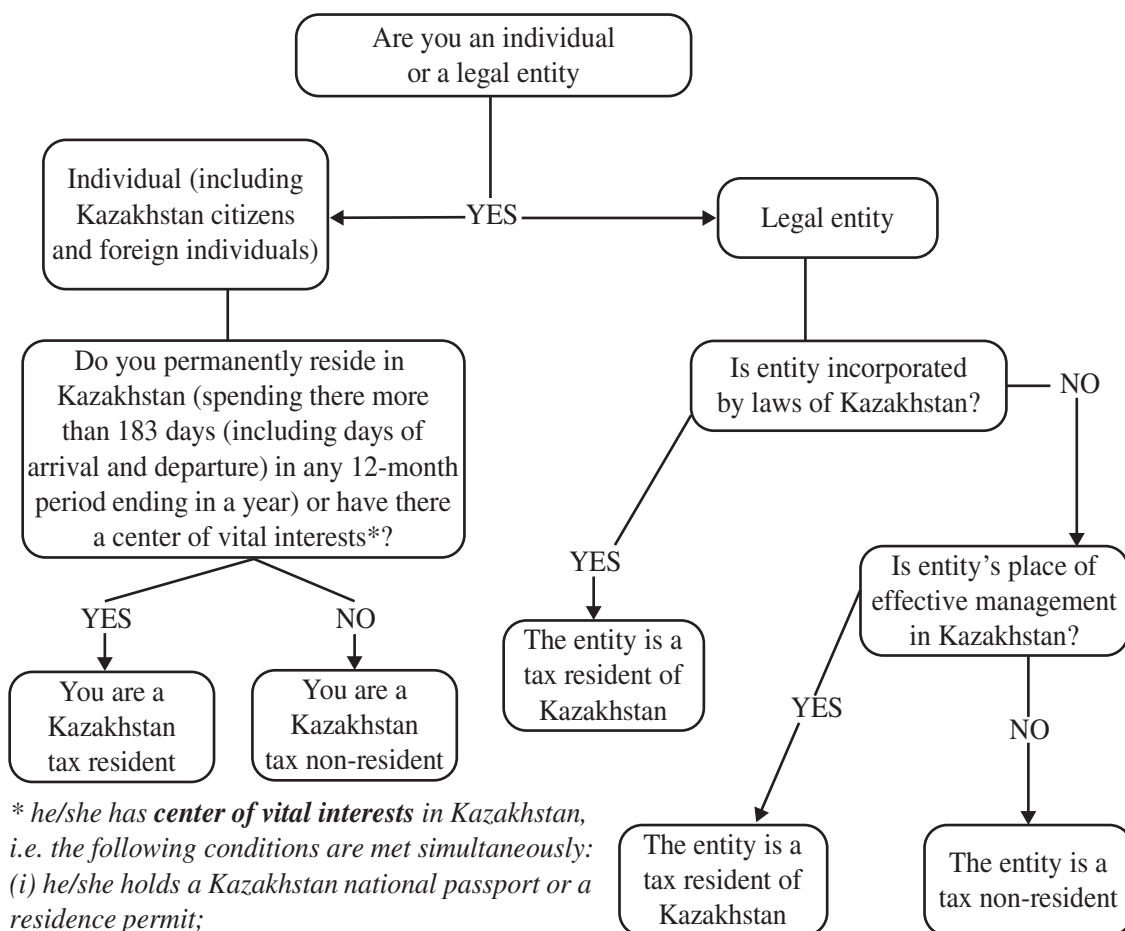 Are you an individual
or a legal entity
Individual (including
Kazakhstan citizens
and foreign individuals)
YES
Legal entity
Do you permanently reside in
Kazakhstan (spending there more
than 183 days (including days of
arrival and departure) in any 12-month
period ending in a year) or have there
a center of vital interests*?
Is entity incorporated
by laws of Kazakhstan?
NO
YES
The entity is a
tax resident of
Kazakhstan
Is entity’s place of
effective management
in Kazakhstan?
YES
NO
You are a
Kazakhstan
tax resident
You are a
Kazakhstan
tax non-resident
YES
NO
The entity is a
tax resident of
Kazakhstan
The entity is a
tax non-resident
* he/she has center of vital interests in Kazakhstan,
i.e. the following conditions are met simultaneously:
(i) he/she holds a Kazakhstan national passport or a
residence permit;